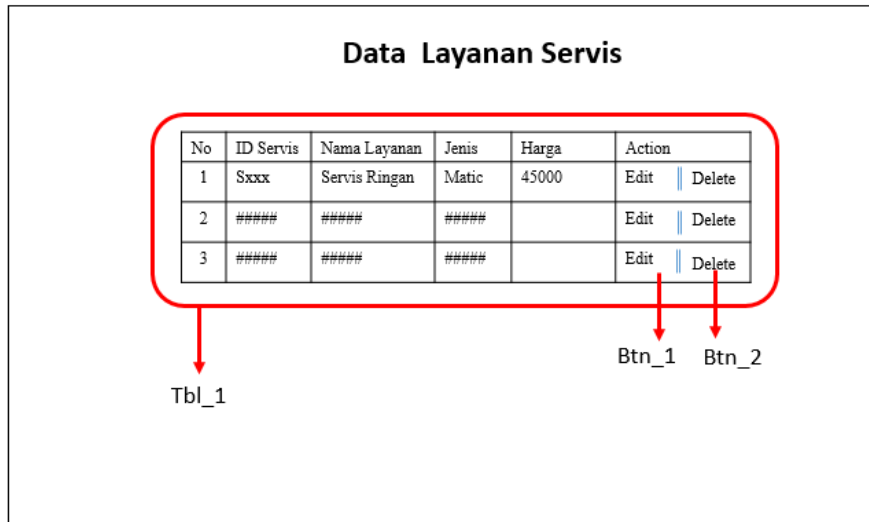 Data Layanan Servis
No ID Servis Nama Layanan Jenis Harga Action
1 Sxxx Servis Ringan Matic 45000 Edit Delete
2 ##### ##### ##### Edit Delete
3 ##### ##### ##### Edit Delete
Btn_1 Btn_2
Tbl_1